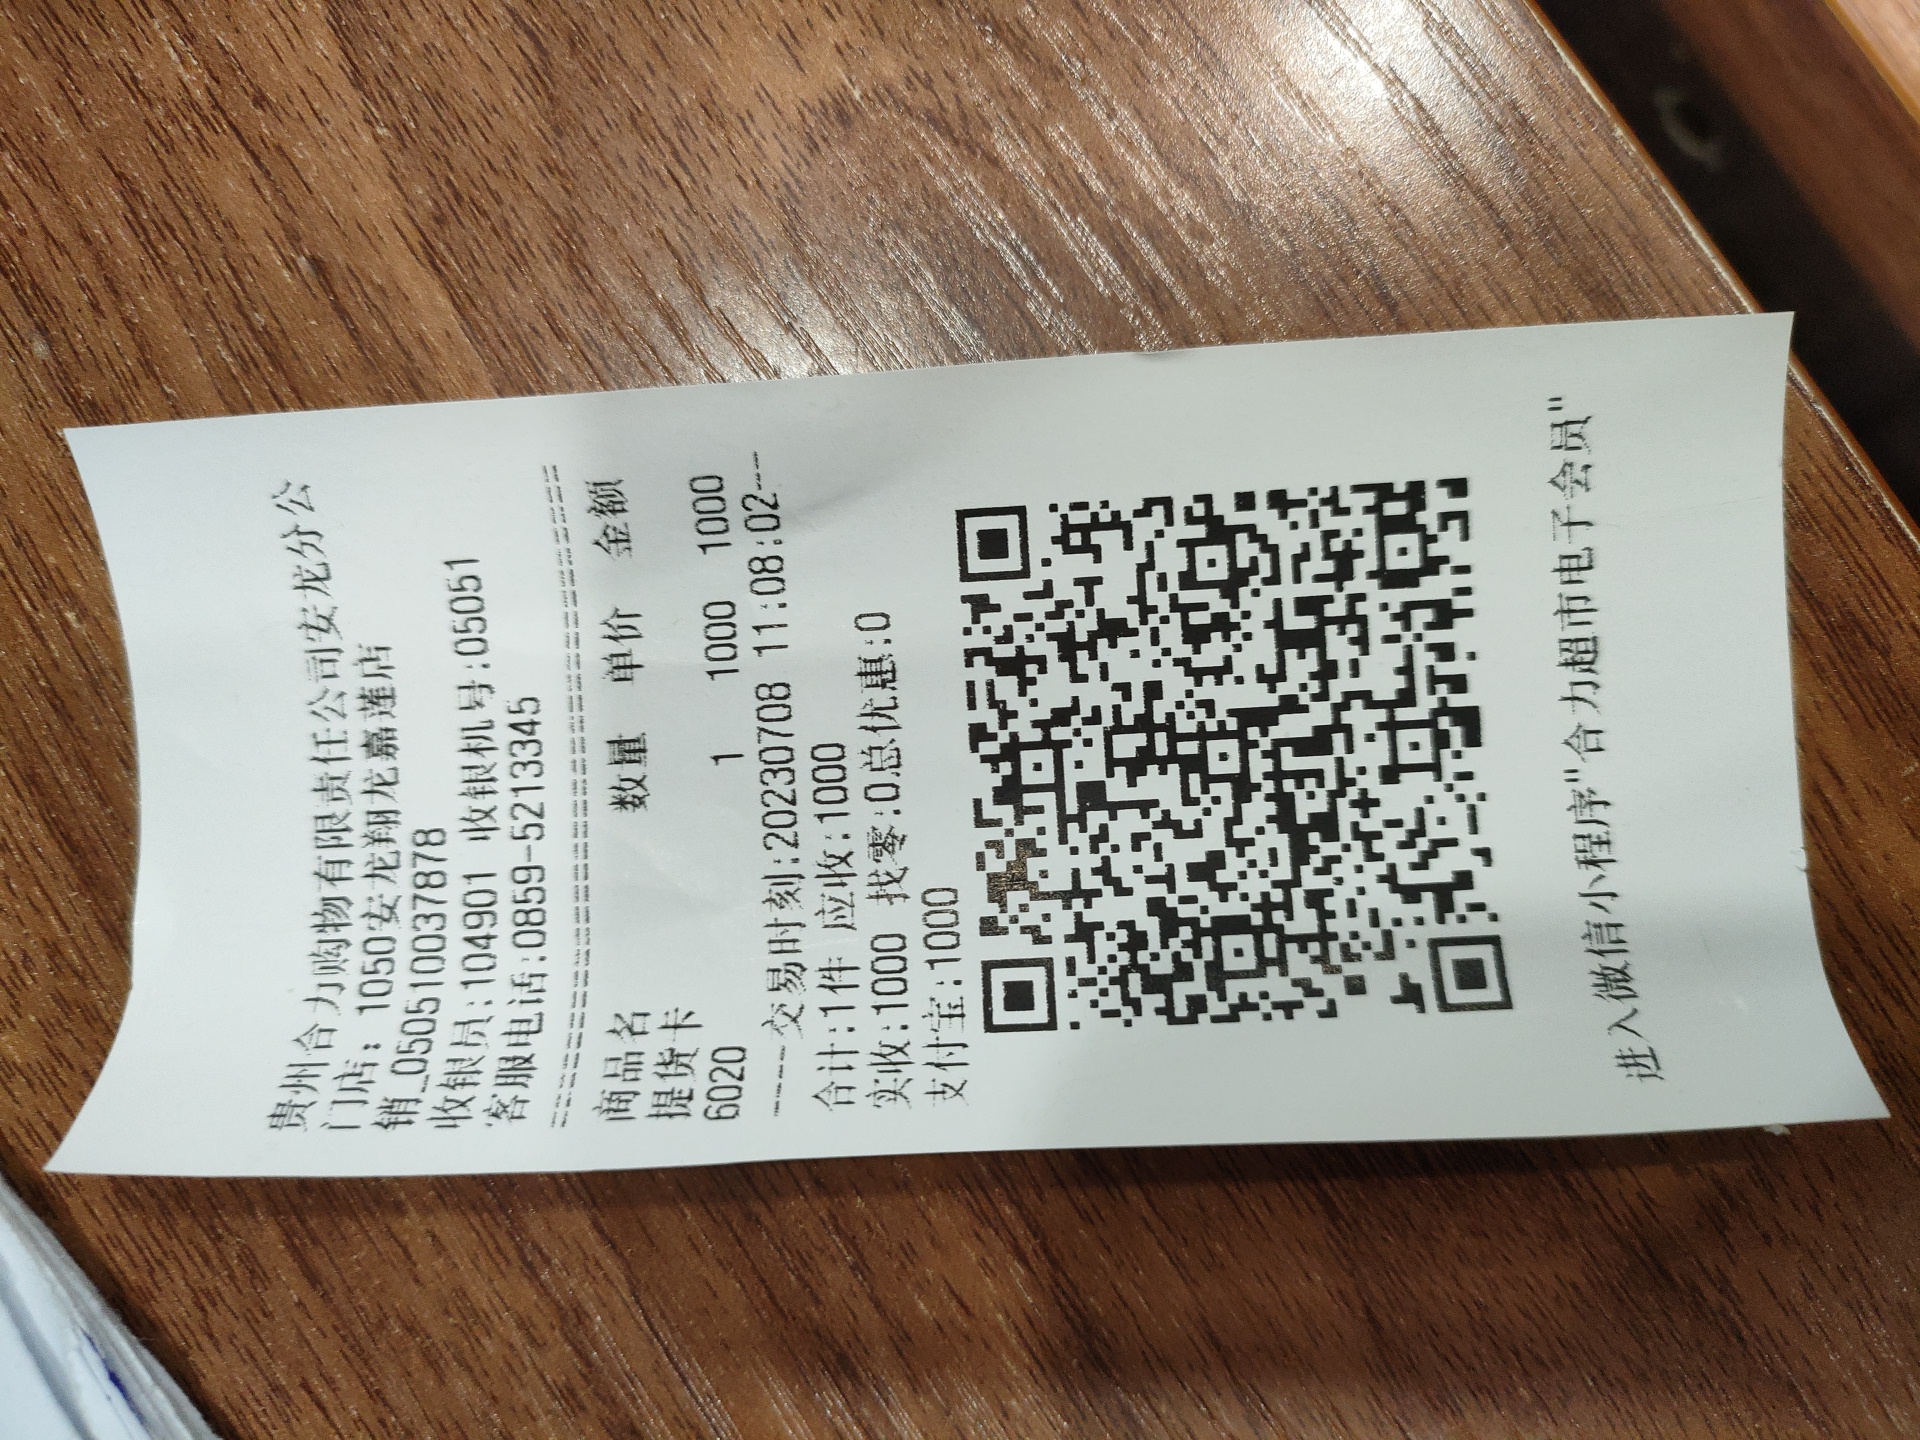 贵州合力购物有限责任公司安龙分公
门店：1050安龙翔龙嘉莲店
销_050510037878
收银员:104901 收银机号:05051
客服电话:0859-5213345
商品名 数量 单价 金额
提货卡
6020 1 1000 1000
----交易时刻:20230708 11:08:02---
合计:1件 应收:1000
实收:1000 找零:0总优惠:0
支付宝:1000
进入微信小程序"合力超市电子会员"